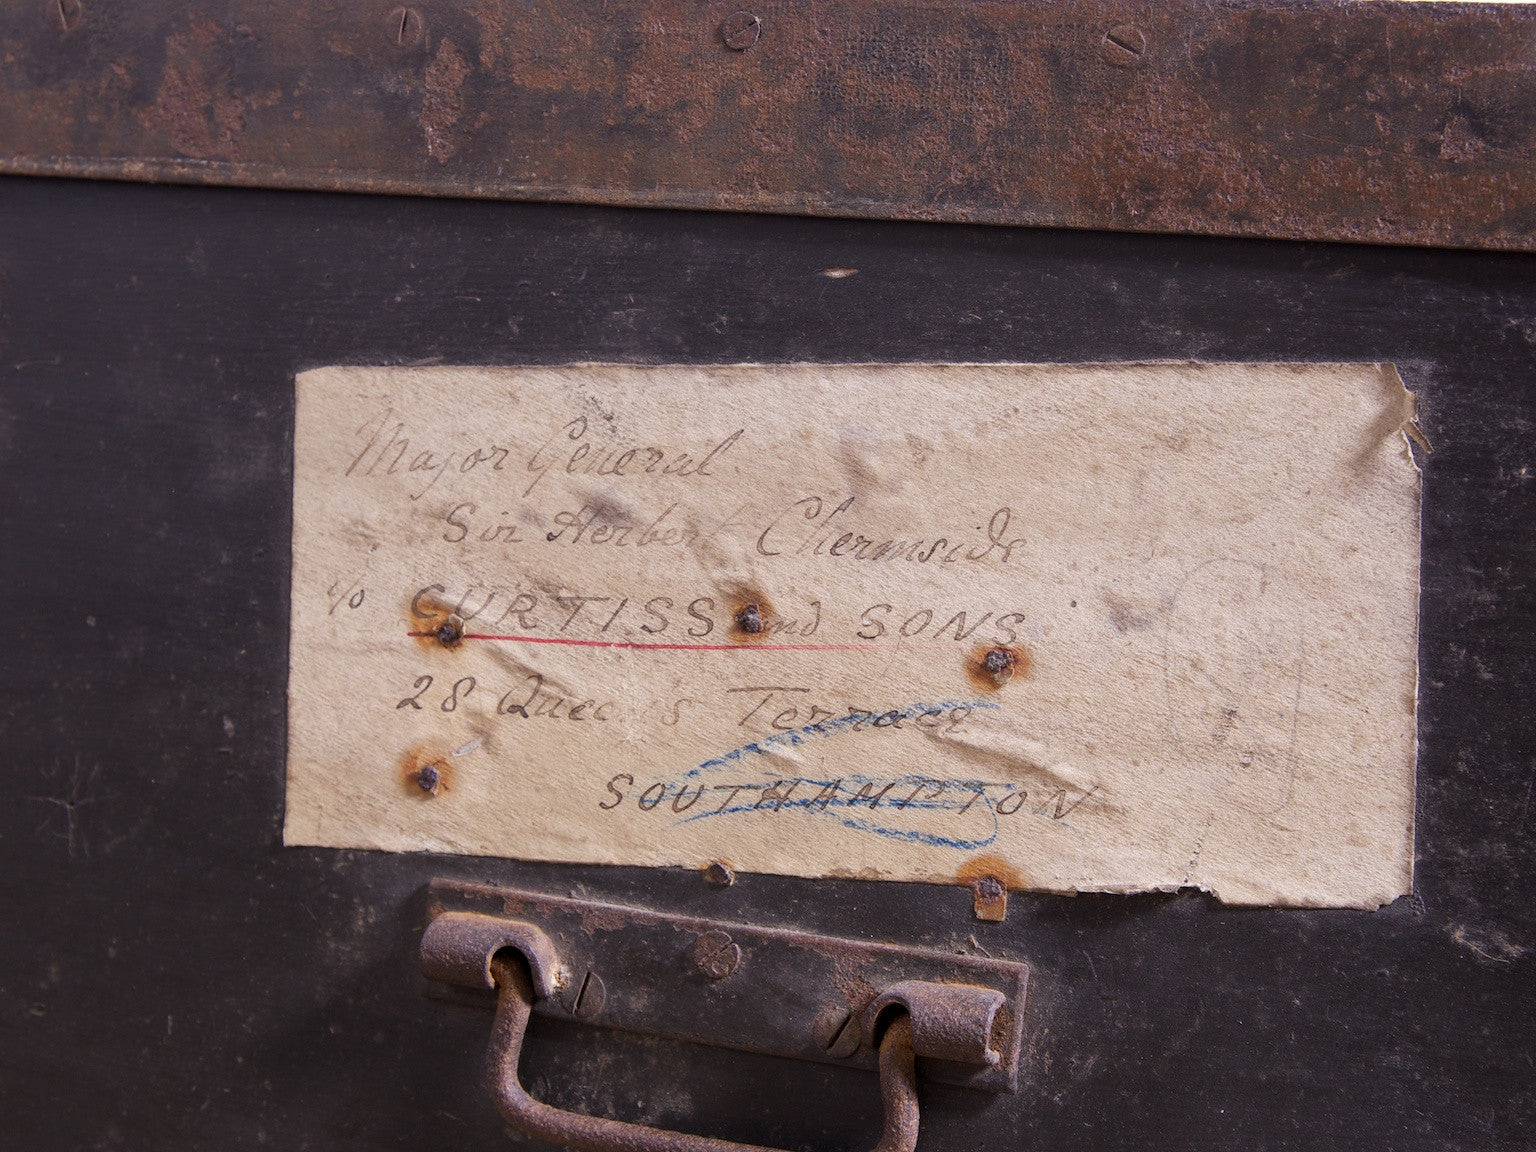 Major General
Sir Herbert Chermside
c/o CURTISS and SONS
28 Queen's Terrace
SOUTHAMPTON